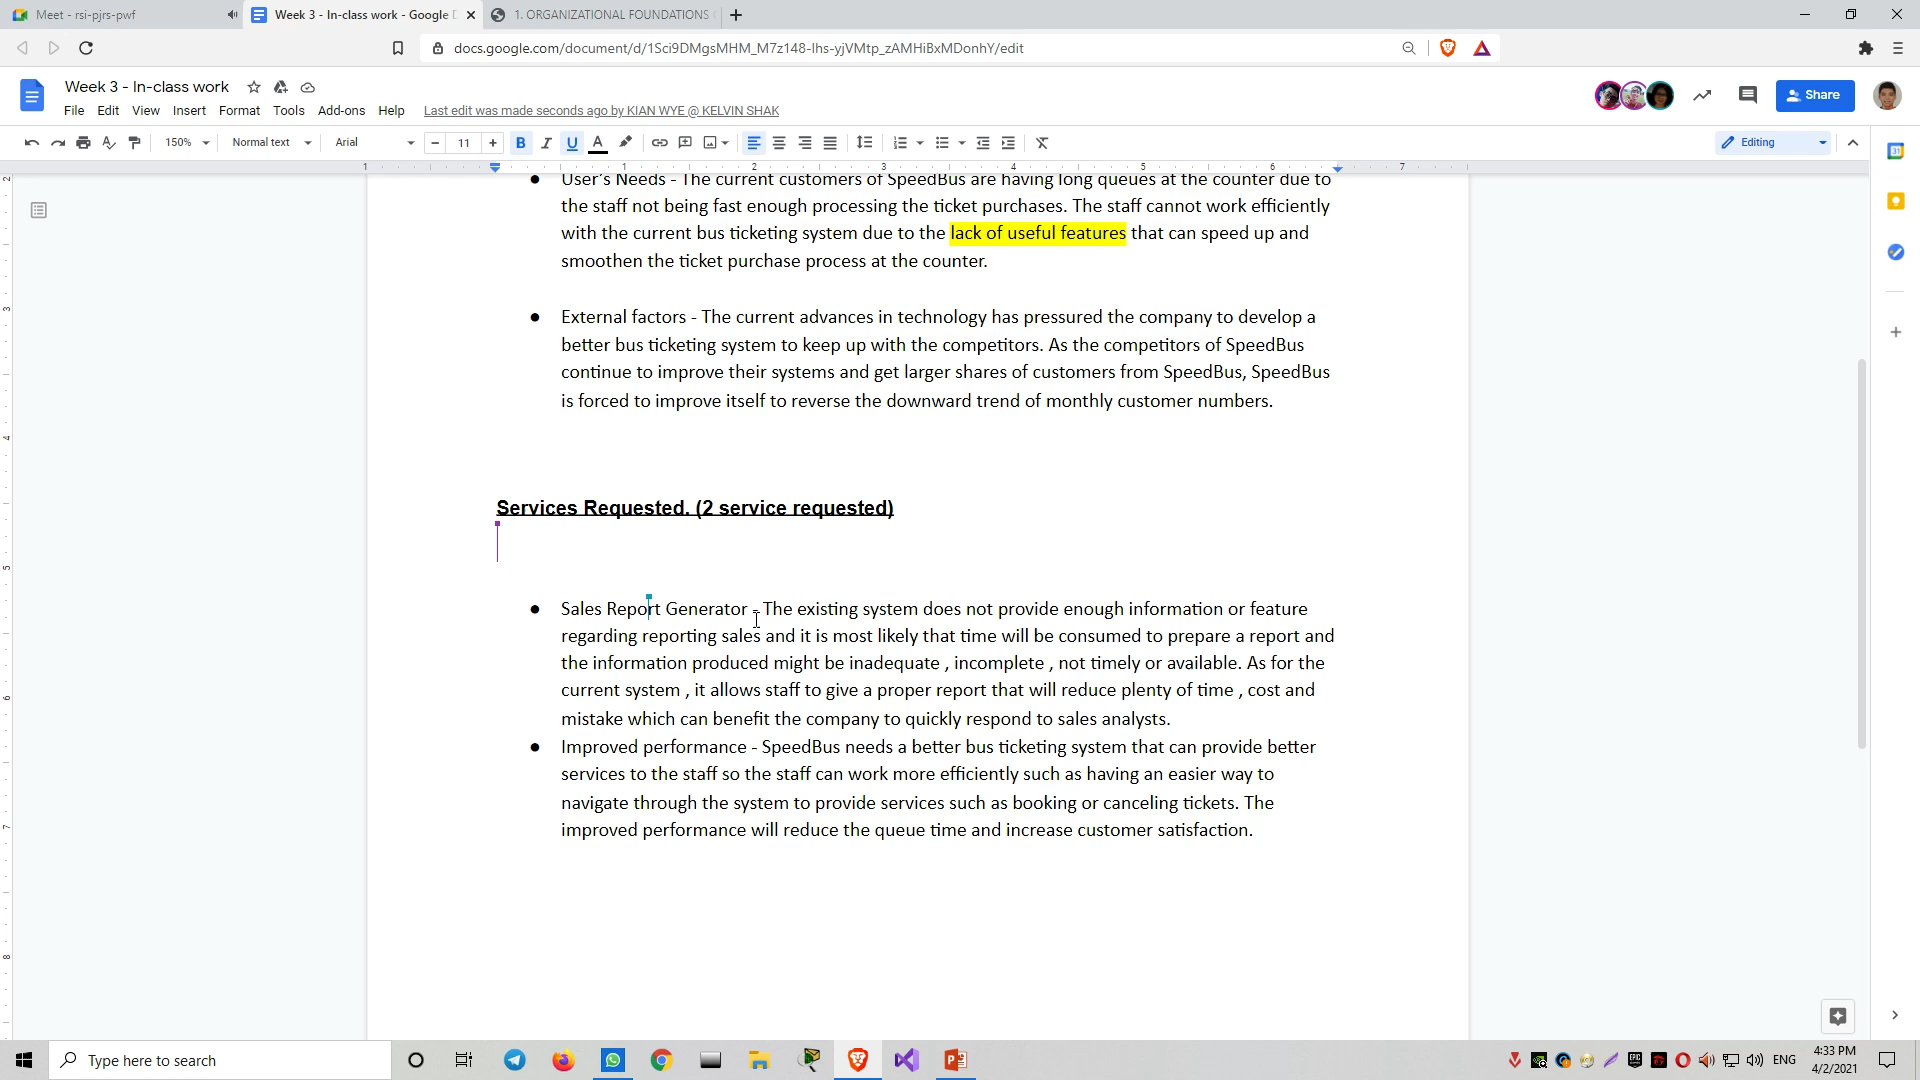 Meet - rsi-pjrs-pwf
Week 3 - In-class work - Google D
1. ORGANIZATIONAL FOUNDATIONS
docs.google.com/document/d/1Sci9DMgsMHM_M7z148-lhs-yjVMtp_zAMHiBxMDonhY/edit
Week 3 - In-class work
File Edit View Insert Format Tools Add-ons Help Last edit was made seconds ago by KIAN WYE @ KELVIN SHAK
Share
150% Normal text Arial 11 Editing
1 1 2 3 4 5 6 7
User's Needs - The current customers of SpeedBus are having long queues at the counter due to
the staff not being fast enough processing the ticket purchases. The staff cannot work efficiently
with the current bus ticketing system due to the lack of useful features that can speed up and
smoothen the ticket purchase process at the counter.
External factors - The current advances in technology has pressured the company to develop a
better bus ticketing system to keep up with the competitors. As the competitors of SpeedBus
continue to improve their systems and get larger shares of customers from SpeedBus, SpeedBus
is forced to improve itself to reverse the downward trend of monthly customer numbers.
Services Requested. (2 service requested)
Sales Report Generator - The existing system does not provide enough information or feature
regarding reporting sales and it is most likely that time will be consumed to prepare a report and
the information produced might be inadequate , incomplete , not timely or available. As for the
current system , it allows staff to give a proper report that will reduce plenty of time , cost and
mistake which can benefit the company to quickly respond to sales analysts.
Improved performance - SpeedBus needs a better bus ticketing system that can provide better
services to the staff so the staff can work more efficiently such as having an easier way to
navigate through the system to provide services such as booking or canceling tickets. The
improved performance will reduce the queue time and increase customer satisfaction.
Type here to search
ENG
4:33 PM
4/2/2021